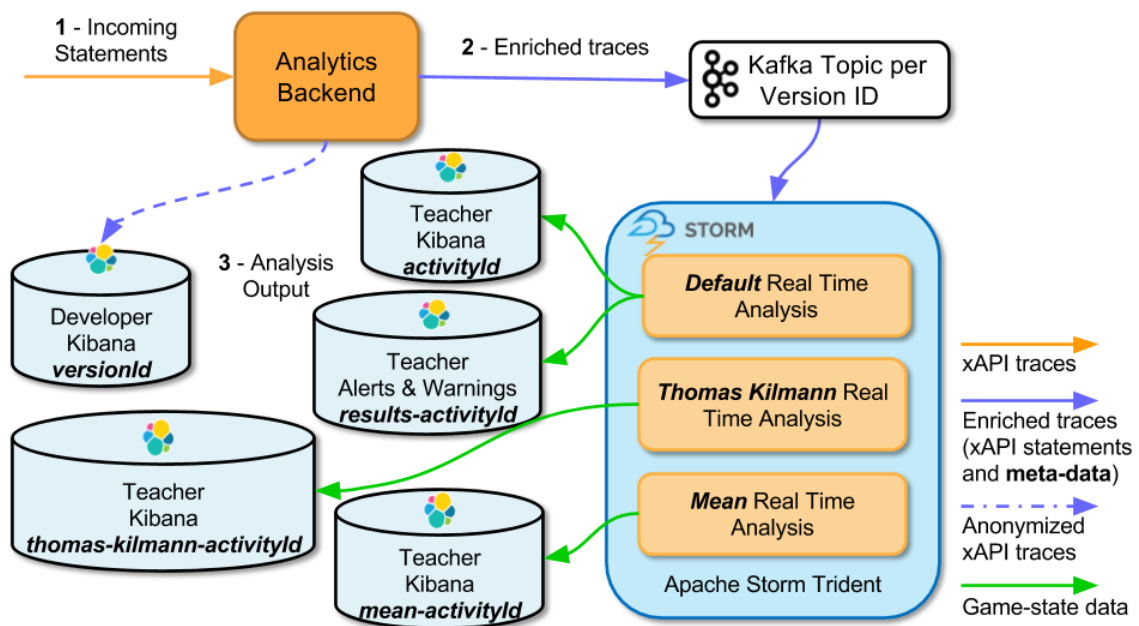 1 - Incoming
Statements
Analytics
Backend
2 - Enriched traces
Kafka Topic per
Version ID
Teacher
Kibana
activityId
3 - Analysis
Output
Developer
Kibana
versionId
Teacher
Alerts & Warnings
results-activityId
Teacher
Kibana
thomas-kilmann-activityId
Teacher
Kibana
mean-activityId
STORM
Default Real Time
Analysis
Thomas Kilmann Real
Time Analysis
Mean Real Time
Analysis
Apache Storm Trident
xAPI traces
Enriched traces
(xAPI statements
and meta-data)
Anonymized
xAPI traces
Game-state data